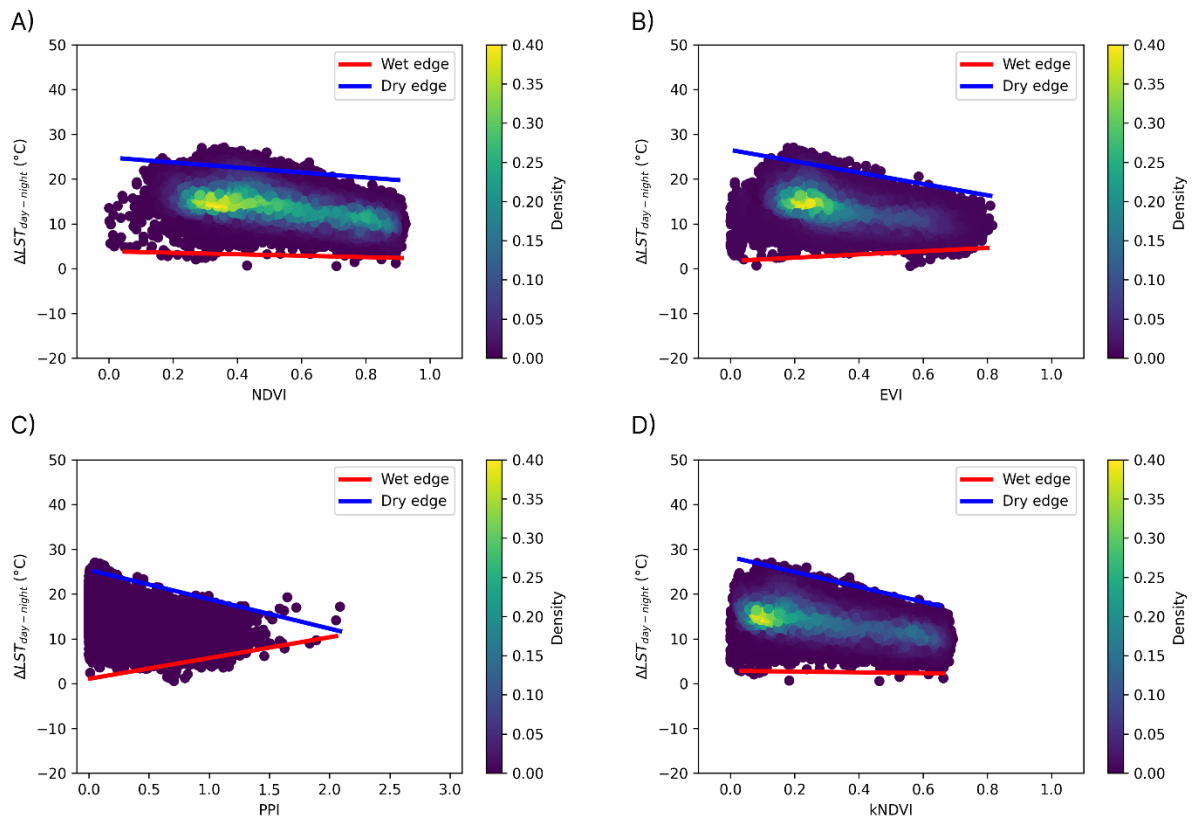 A)
50
40
30
20
10
0
−10
−20
ΔLST_day−night (°C)
0.0 0.2 0.4 0.6 0.8 1.0
NDVI
Wet edge
Dry edge
0.40
0.35
0.30
0.25
0.20
0.15
0.10
0.05
0.00
Density
B)
50
40
30
20
10
0
−10
−20
ΔLST_day−night (°C)
0.0 0.2 0.4 0.6 0.8 1.0
EVI
Wet edge
Dry edge
0.40
0.35
0.30
0.25
0.20
0.15
0.10
0.05
0.00
Density
C)
50
40
30
20
10
0
−10
−20
ΔLST_day−night (°C)
0.0 0.5 1.0 1.5 2.0 2.5 3.0
PPI
Wet edge
Dry edge
0.40
0.35
0.30
0.25
0.20
0.15
0.10
0.05
0.00
Density
D)
50
40
30
20
10
0
−10
−20
ΔLST_day−night (°C)
0.0 0.2 0.4 0.6 0.8 1.0
kNDVI
Wet edge
Dry edge
0.40
0.35
0.30
0.25
0.20
0.15
0.10
0.05
0.00
Density